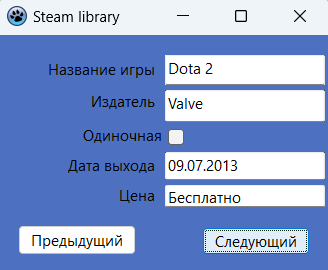 Steam library
Название игры Dota 2
Издатель Valve
Одиночная
Дата выхода 09.07.2013
Цена Бесплатно
Предыдущий Следующий